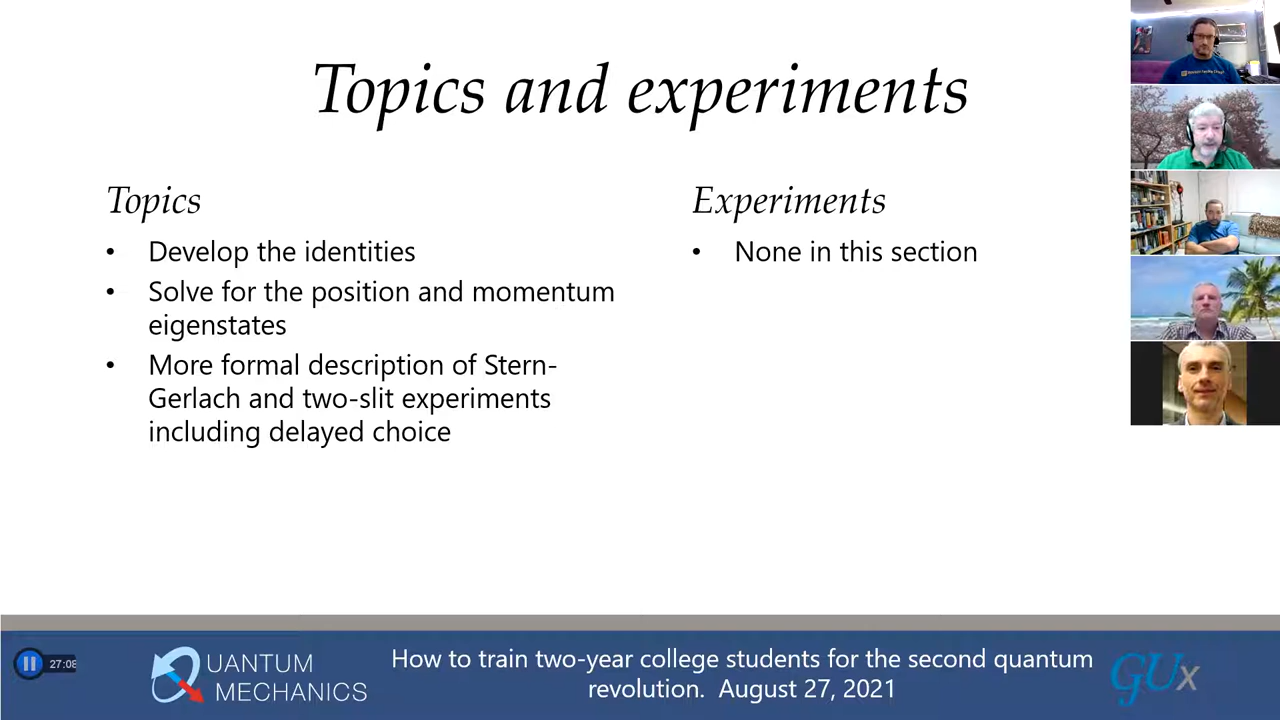 Topics and experiments
Topics
• Develop the identities
• Solve for the position and momentum
eigenstates
• More formal description of Stern-
Gerlach and two-slit experiments
including delayed choice
Experiments
• None in this section
27:08
QUANTUM
MECHANICS
How to train two-year college students for the second quantum
revolution. August 27, 2021
GUx